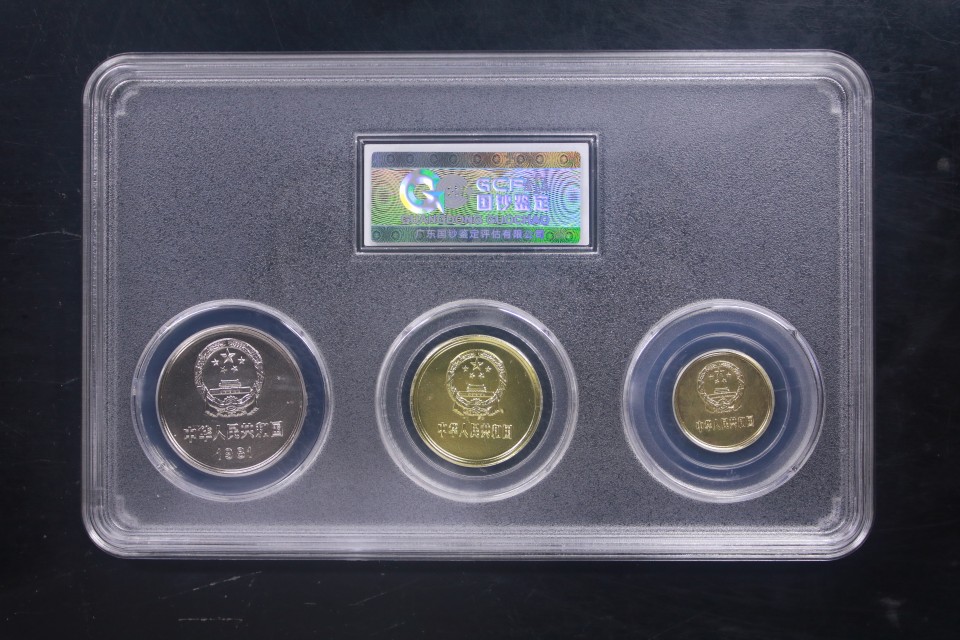 国钞鉴定
广东国钞鉴定评估有限公司
中华人民共和国
1981
中华人民共和国
中华人民共和国